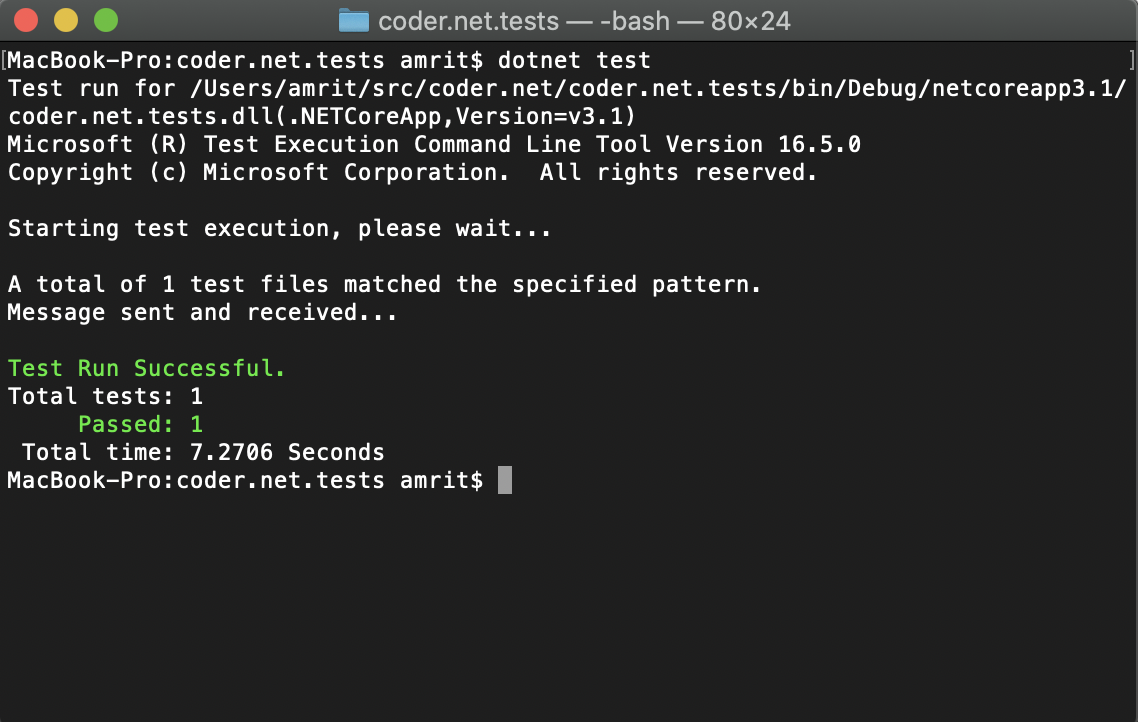 coder.net.tests — -bash — 80×24
[MacBook-Pro:coder.net.tests amrit$ dotnet test ]
Test run for /Users/amrit/src/coder.net/coder.net.tests/bin/Debug/netcoreapp3.1/
coder.net.tests.dll(.NETCoreApp,Version=v3.1)
Microsoft (R) Test Execution Command Line Tool Version 16.5.0
Copyright (c) Microsoft Corporation.  All rights reserved.
Starting test execution, please wait...
A total of 1 test files matched the specified pattern.
Message sent and received...
Test Run Successful.
Total tests: 1
Passed: 1
Total time: 7.2706 Seconds
MacBook-Pro:coder.net.tests amrit$